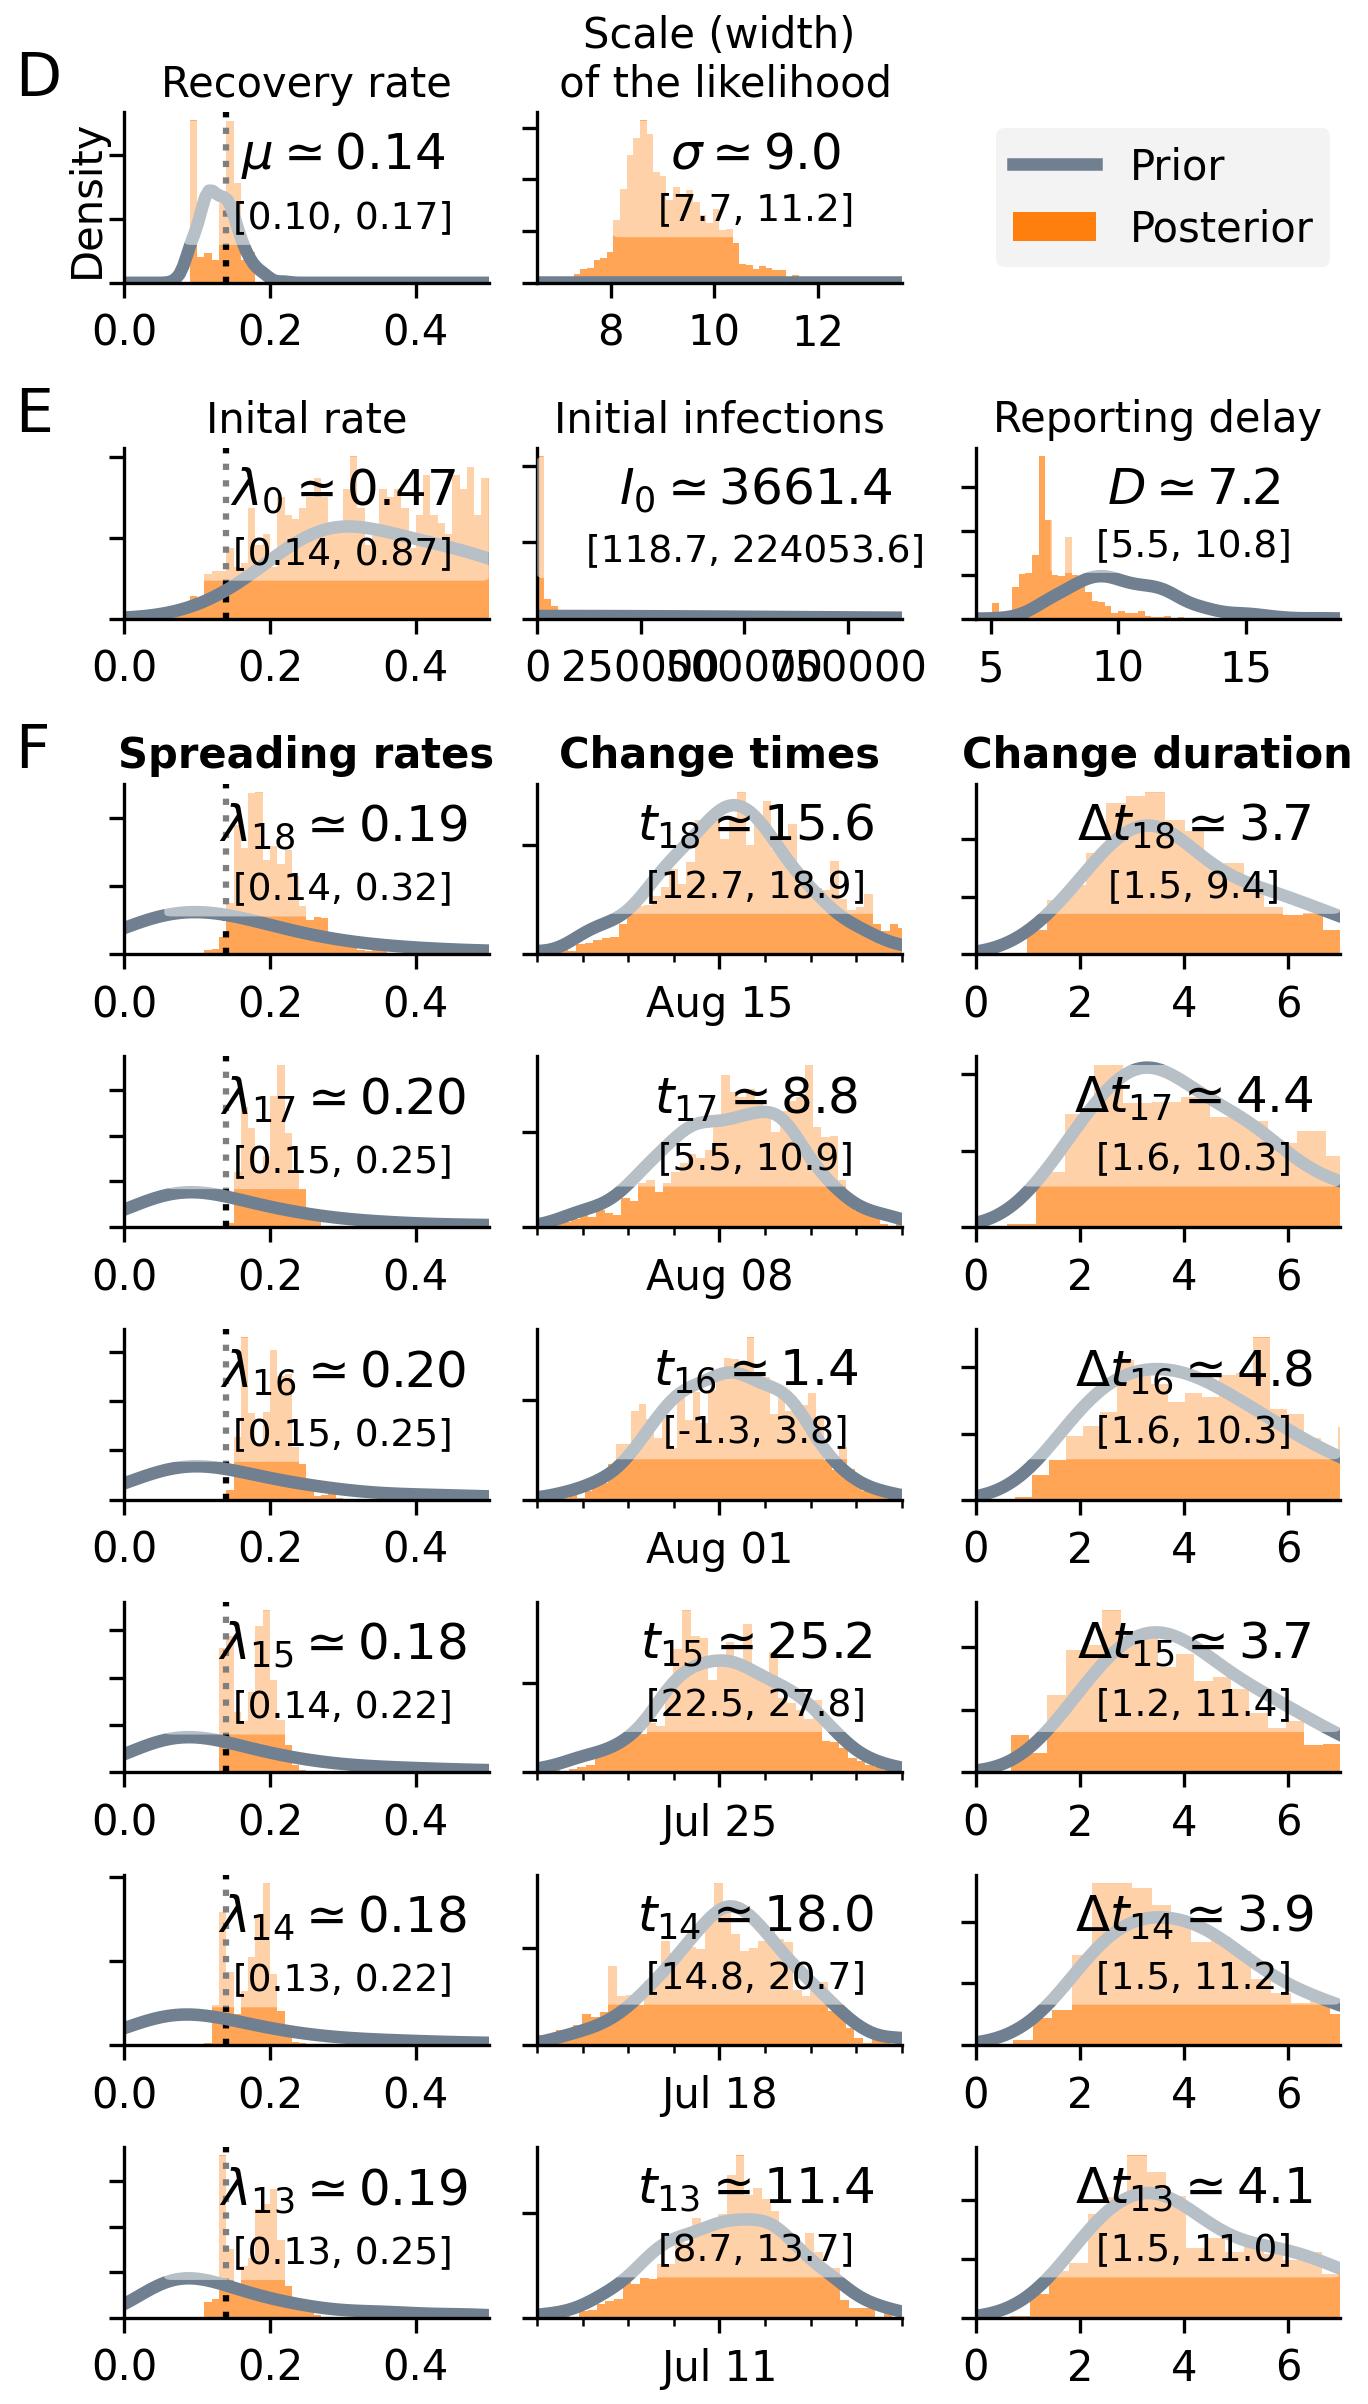 D
Recovery rate
Scale (width)
of the likelihood
Density
μ ≃ 0.14
[0.10, 0.17]
0.0 0.2 0.4
σ ≃ 9.0
[7.7, 11.2]
8 10 12
Prior
Posterior
E
Inital rate
λ0 ≃ 0.47
[0.14, 0.87]
0.0 0.2 0.4
Initial infections
I0 ≃ 3661.4
[118.7, 224053.6]
0 250000 500000 750000
Reporting delay
D ≃ 7.2
[5.5, 10.8]
5 10 15
F
Spreading rates
Change times
Change duration
λ18 ≃ 0.19
[0.14, 0.32]
0.0 0.2 0.4
t18 ≃ 15.6
[12.7, 18.9]
Aug 15
Δt18 ≃ 3.7
[1.5, 9.4]
0 2 4 6
λ17 ≃ 0.20
[0.15, 0.25]
0.0 0.2 0.4
t17 ≃ 8.8
[5.5, 10.9]
Aug 08
Δt17 ≃ 4.4
[1.6, 10.3]
0 2 4 6
λ16 ≃ 0.20
[0.15, 0.25]
0.0 0.2 0.4
t16 ≃ 1.4
[-1.3, 3.8]
Aug 01
Δt16 ≃ 4.8
[1.6, 10.3]
0 2 4 6
λ15 ≃ 0.18
[0.14, 0.22]
0.0 0.2 0.4
t15 ≃ 25.2
[22.5, 27.8]
Jul 25
Δt15 ≃ 3.7
[1.2, 11.4]
0 2 4 6
λ14 ≃ 0.18
[0.13, 0.22]
0.0 0.2 0.4
t14 ≃ 18.0
[14.8, 20.7]
Jul 18
Δt14 ≃ 3.9
[1.5, 11.2]
0 2 4 6
λ13 ≃ 0.19
[0.13, 0.25]
0.0 0.2 0.4
t13 ≃ 11.4
[8.7, 13.7]
Jul 11
Δt13 ≃ 4.1
[1.5, 11.0]
0 2 4 6